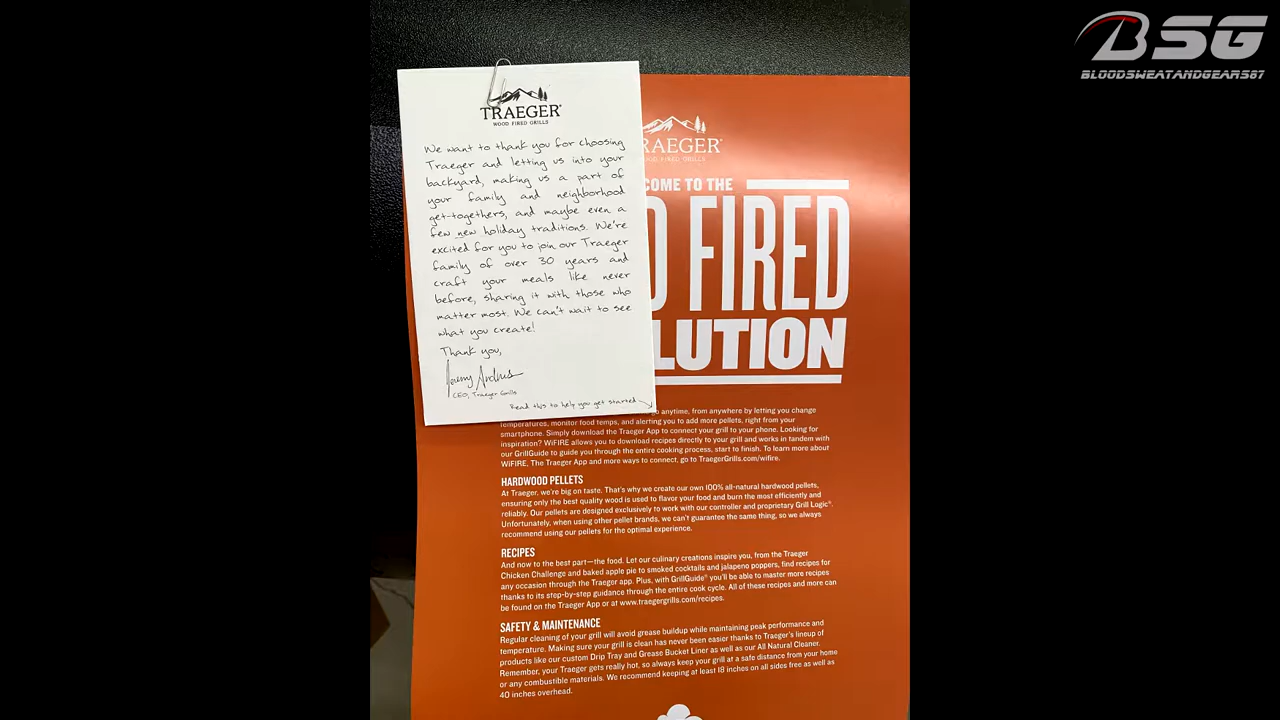 BSG
BLOODSWEATANDGEARS87
TRAEGER®
WOOD FIRED GRILLS
We want to thank you for choosing
Traeger and letting us into your
backyard, making us a part of
your family and neighborhood
get-togethers, and maybe even a
few new holiday traditions. We're
excited for you to join our Traeger
family of over 30 years and
craft your meals like never
before, sharing it with those who
matter most. We can't wait to see
what you create!
Thank you,
Jeremy Andrus
CEO, Traeger Grills
Read this to help you get started
RAEGER®
OOD FIRED GRILLS
COME TO THE
D FIRED
LUTION
go anytime, from anywhere by letting you change
temperatures, monitor food temps, and alerting you to add more pellets, right from your
smartphone. Simply download the Traeger App to connect your grill to your phone. Looking for
inspiration? WiFIRE allows you to download recipes directly to your grill and works in tandem with
our GrillGuide to guide you through the entire cooking process, start to finish. To learn more about
WiFIRE, The Traeger App and more ways to connect, go to TraegerGrills.com/wifire.
HARDWOOD PELLETS
At Traeger, we're big on taste. That's why we create our own 100% all-natural hardwood pellets,
ensuring only the best quality wood is used to flavor your food and burn the most efficiently and
reliably. Our pellets are designed exclusively to work with our controller and proprietary Grill Logic®.
Unfortunately, when using other pellet brands, we can't guarantee the same thing, so we always
recommend using our pellets for the optimal experience.
RECIPES
And now to the best part—the food. Let our culinary creations inspire you, from the Traeger
Chicken Challenge and baked apple pie to smoked cocktails and jalapeno poppers, find recipes for
any occasion through the Traeger app. Plus, with GrillGuide® you'll be able to master more recipes
thanks to its step-by-step guidance through the entire cook cycle. All of these recipes and more can
be found on the Traeger App or at www.traegergrills.com/recipes.
SAFETY & MAINTENANCE
Regular cleaning of your grill will avoid grease buildup while maintaining peak performance and
temperature. Making sure your grill is clean has never been easier thanks to Traeger's lineup of
products like our custom Drip Tray and Grease Bucket Liner as well as our All Natural Cleaner.
Remember, your Traeger gets really hot, so always keep your grill at a safe distance from your home
or any combustible materials. We recommend keeping at least 18 inches on all sides free as well as
40 inches overhead.